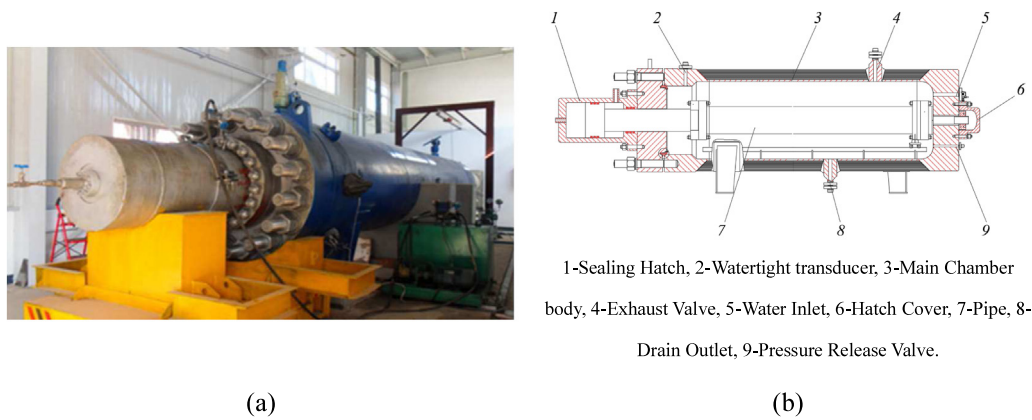 1 2 3 4 5
6
7 8 9
1-Sealing Hatch, 2-Watertight transducer, 3-Main Chamber
body, 4-Exhaust Valve, 5-Water Inlet, 6-Hatch Cover, 7-Pipe, 8-
Drain Outlet, 9-Pressure Release Valve.
(a) (b)